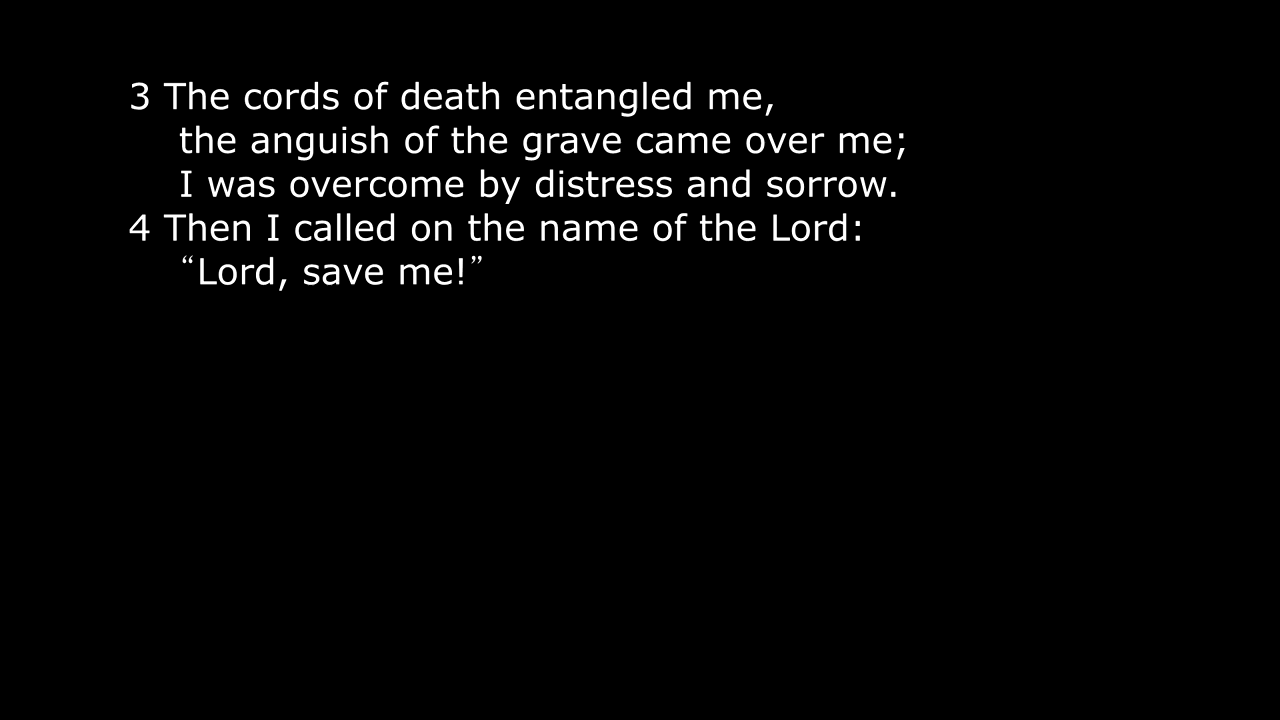 3 The cords of death entangled me,
the anguish of the grave came over me;
I was overcome by distress and sorrow.
4 Then I called on the name of the Lord:
“Lord, save me!”